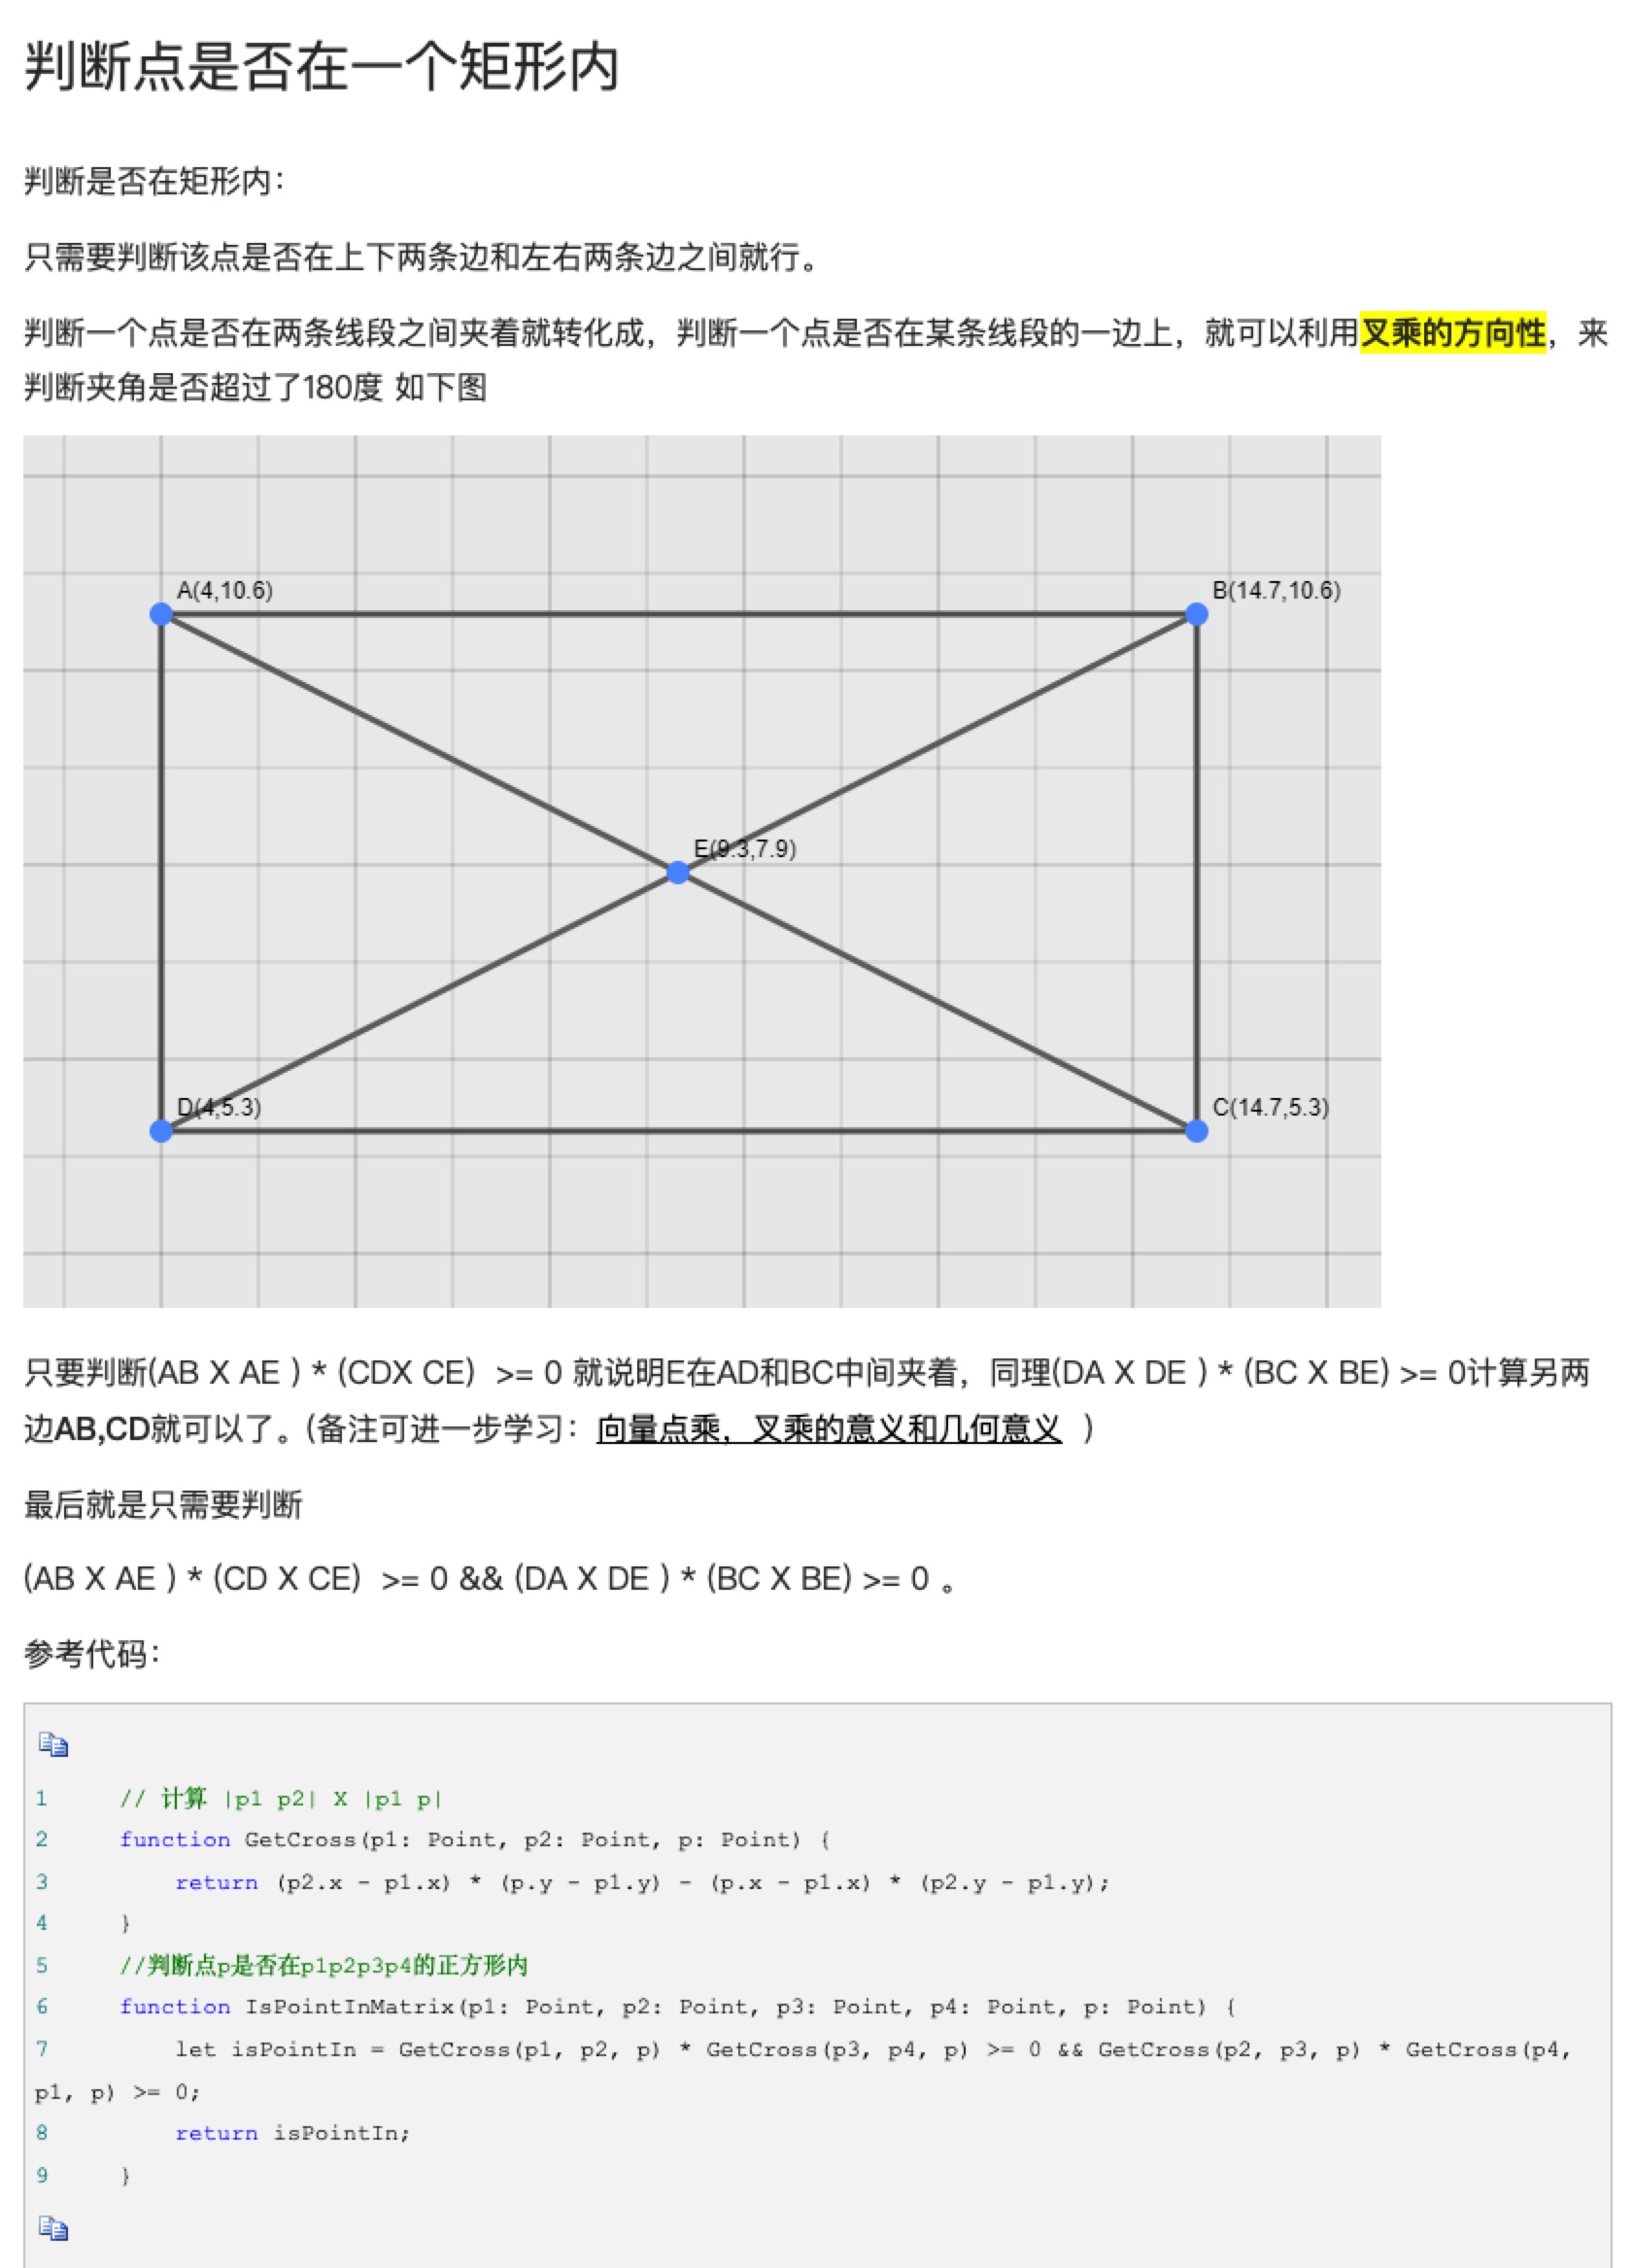 判断点是否在一个矩形内
判断是否在矩形内：
只需要判断该点是否在上下两条边和左右两条边之间就行。
判断一个点是否在两条线段之间夹着就转化成，判断一个点是否在某条线段的一边上，就可以利用叉乘的方向性，来
判断夹角是否超过了180度 如下图
A(4,10.6)
B(14.7,10.6)
E(9.3,7.9)
D(4,5.3)
C(14.7,5.3)
只要判断(AB X AE ) * (CDX CE)  >= 0 就说明E在AD和BC中间夹着，同理(DA X DE ) * (BC X BE) >= 0计算另两
边AB,CD就可以了。(备注可进一步学习：向量点乘，叉乘的意义和几何意义 )
最后就是只需要判断
(AB X AE ) * (CD X CE)  >= 0 && (DA X DE ) * (BC X BE) >= 0 。
参考代码：
1 // 计算 |p1 p2| X |p1 p|
2 function GetCross(p1: Point, p2: Point, p: Point) {
3 return (p2.x - p1.x) * (p.y - p1.y) - (p.x - p1.x) * (p2.y - p1.y);
4 }
5 //判断点p是否在p1p2p3p4的正方形内
6 function IsPointInMatrix(p1: Point, p2: Point, p3: Point, p4: Point, p: Point) {
7 let isPointIn = GetCross(p1, p2, p) * GetCross(p3, p4, p) >= 0 && GetCross(p2, p3, p) * GetCross(p4,
p1, p) >= 0;
8 return isPointIn;
9 }